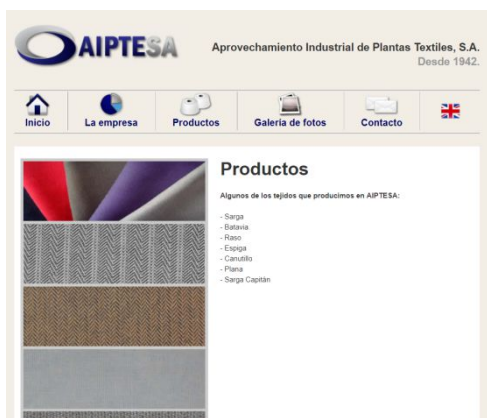 AIPTESA
Aprovechamiento Industrial de Plantas Textiles, S.A.
Desde 1942.
Inicio
La empresa
Productos
Galeria de fotos
Contacto
Productos
Algunos de los tejidos que producimos en AIPTESA:
- Sarga
- Batavia
- Raso
- Espiga
- Canutillo
- Plana
- Sarga Capitán